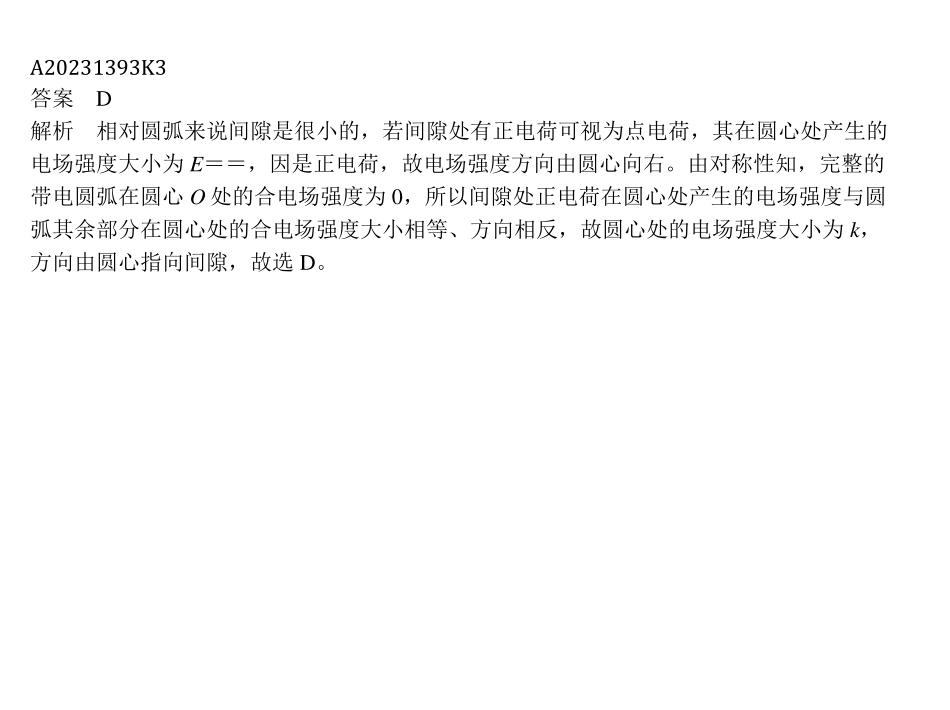 A20231393K3
答案　D
解析　相对圆弧来说间隙是很小的，若间隙处有正电荷可视为点电荷，其在圆心处产生的
电场强度大小为 E＝＝，因是正电荷，故电场强度方向由圆心向右。由对称性知，完整的
带电圆弧在圆心 O 处的合电场强度为 0，所以间隙处正电荷在圆心处产生的电场强度与圆
弧其余部分在圆心处的合电场强度大小相等、方向相反，故圆心处的电场强度大小为 k，
方向由圆心指向间隙，故选 D。